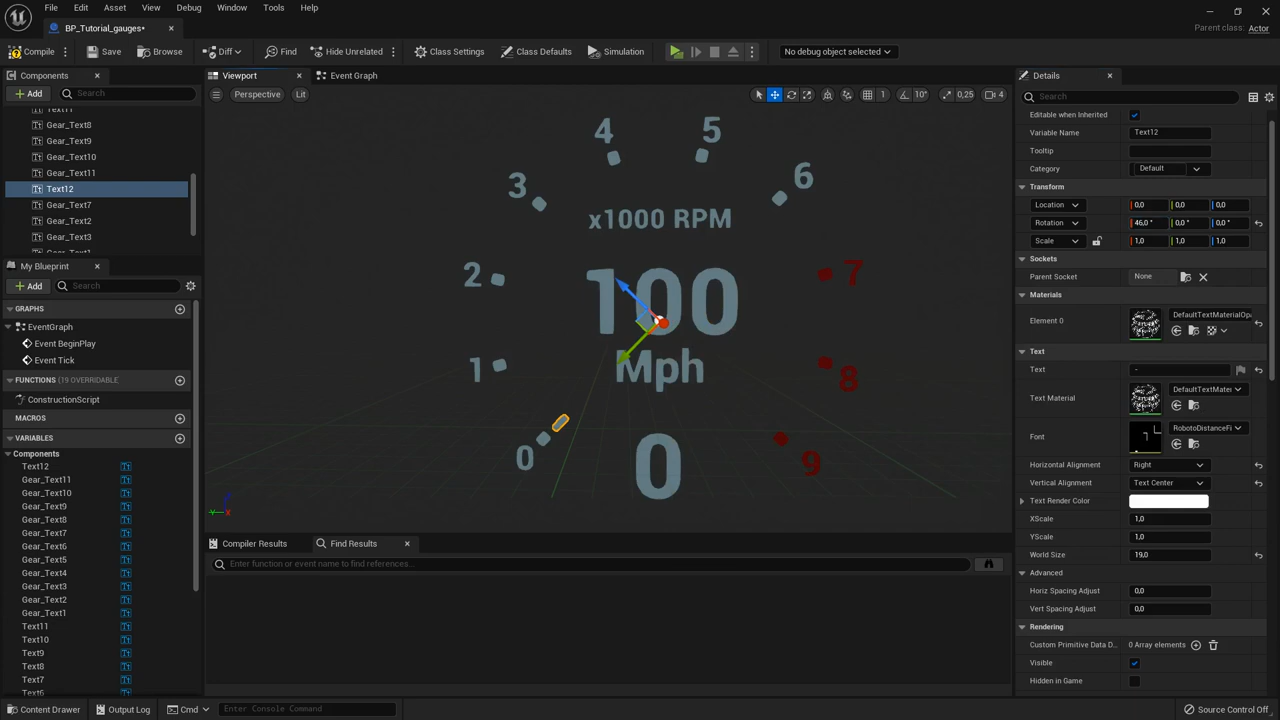 File Edit Asset View Debug Window Tools Help
BP_Tutorial_gauges*
Parent class: Actor
Compile Save Browse Diff Find Hide Unrelated Class Settings Class Defaults Simulation No debug object selected
Components
Add Search
Text11
Gear_Text8
Gear_Text9
Gear_Text10
Gear_Text11
Text12
Gear_Text7
Gear_Text2
Gear_Text3
My Blueprint
Add Search
GRAPHS
EventGraph
Event BeginPlay
Event Tick
FUNCTIONS (19 OVERRIDABLE
ConstructionScript
MACROS
VARIABLES
Components
Text12
Gear_Text11
Gear_Text10
Gear_Text9
Gear_Text8
Gear_Text7
Gear_Text6
Gear_Text5
Gear_Text4
Gear_Text3
Gear_Text2
Gear_Text1
Text11
Text10
Text9
Text8
Text7
Text6
Viewport Event Graph
Perspective Lit 1 10° 0,25 4
4 5
3 6
x1000 RPM
2 100 7
1 Mph 8
0 0 9
Compiler Results Find Results
Enter function or event name to find references...
Details
Search
Editable when Inherited
Variable Name Text12
Tooltip
Category Default
Transform
Location 0,0 0,0 0,0
Rotation 46,0 ° 0,0 ° 0,0 °
Scale 1,0 1,0 1,0
Sockets
Parent Socket None
Materials
Element 0 DefaultTextMaterialOpa
Text
Text -
Text Material DefaultTextMater
Font RobotoDistanceFi
Horizontal Alignment Right
Vertical Alignment Text Center
Text Render Color
XScale 1,0
YScale 1,0
World Size 19,0
Advanced
Horiz Spacing Adjust 0,0
Vert Spacing Adjust 0,0
Rendering
Custom Primitive Data D... 0 Array elements
Visible
Hidden in Game
Content Drawer Output Log Cmd Enter Console Command Source Control Off